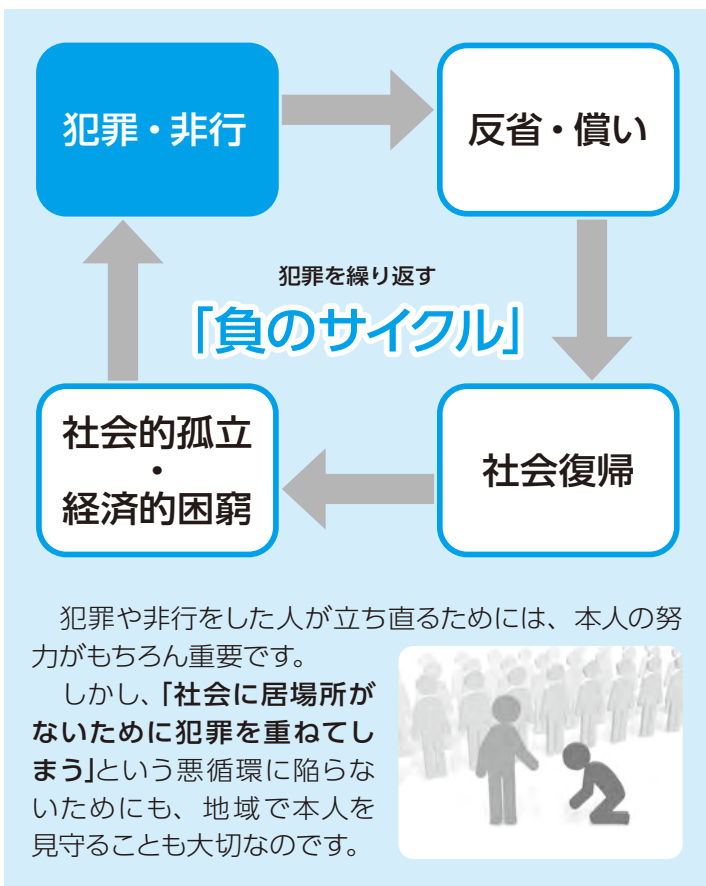 犯罪・非行
反省・償い
犯罪を繰り返す
「負のサイクル」
社会的孤立
・
経済的困窮
社会復帰
　犯罪や非行をした人が立ち直るためには、本人の努
力がもちろん重要です。
　しかし、「社会に居場所が
ないために犯罪を重ねてし
まう」という悪循環に陥らな
いためにも、地域で本人を
見守ることも大切なのです。